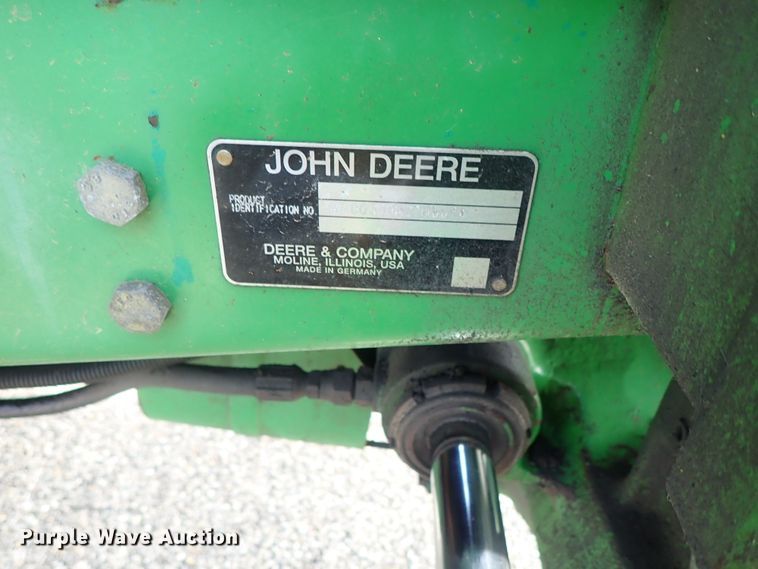 JOHN DEERE
PRODUCT
IDENTIFICATION NO.
DEERE & COMPANY
MOLINE, ILLINOIS, USA
MADE IN GERMANY
Purple Wave Auction